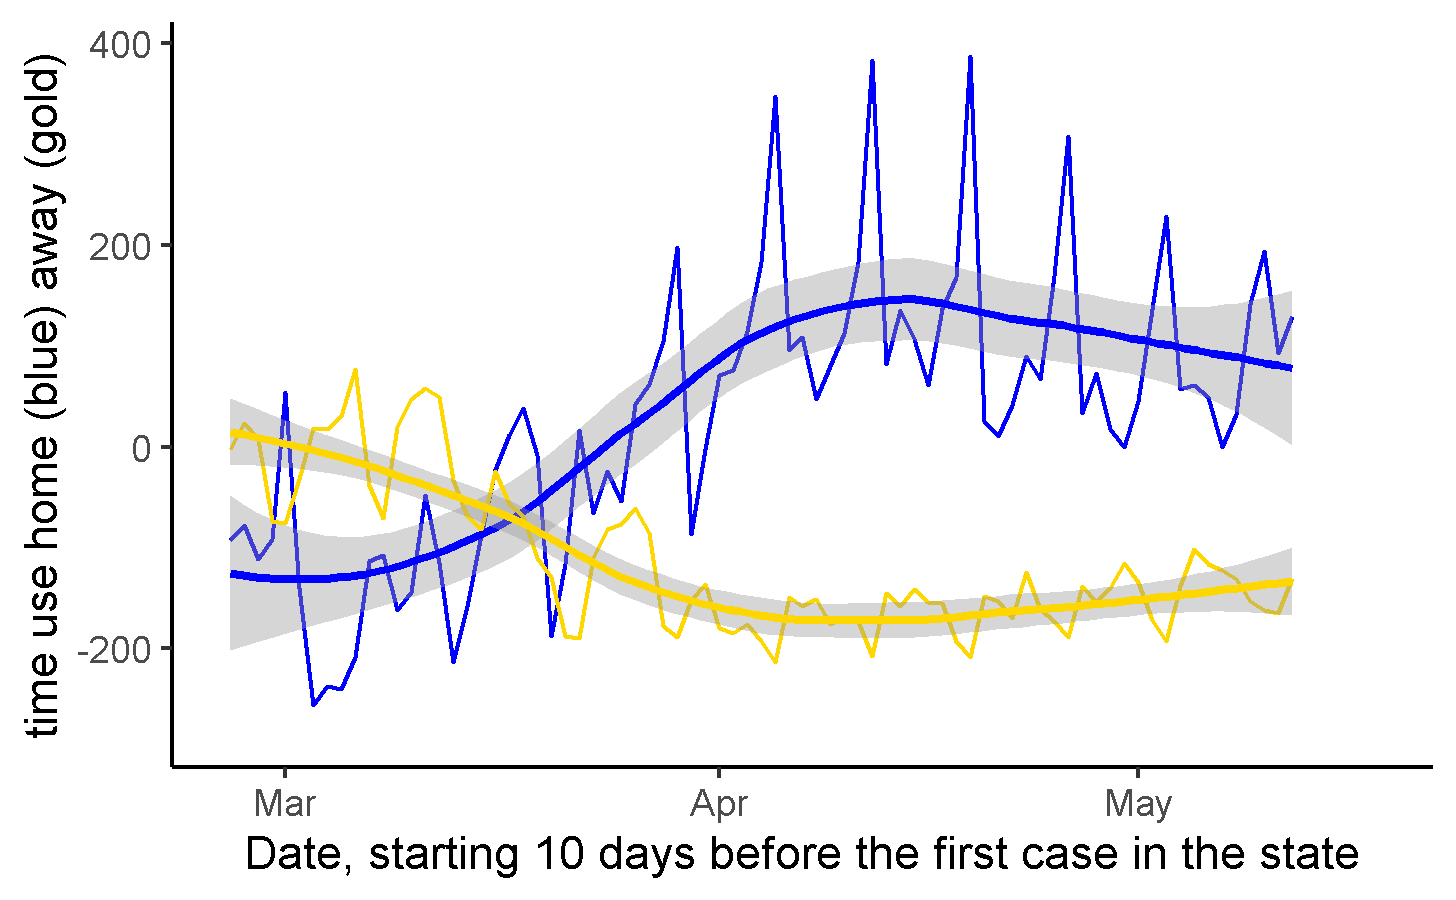 time use home (blue) away (gold)
400
200
0
-200
Mar Apr May
Date, starting 10 days before the first case in the state